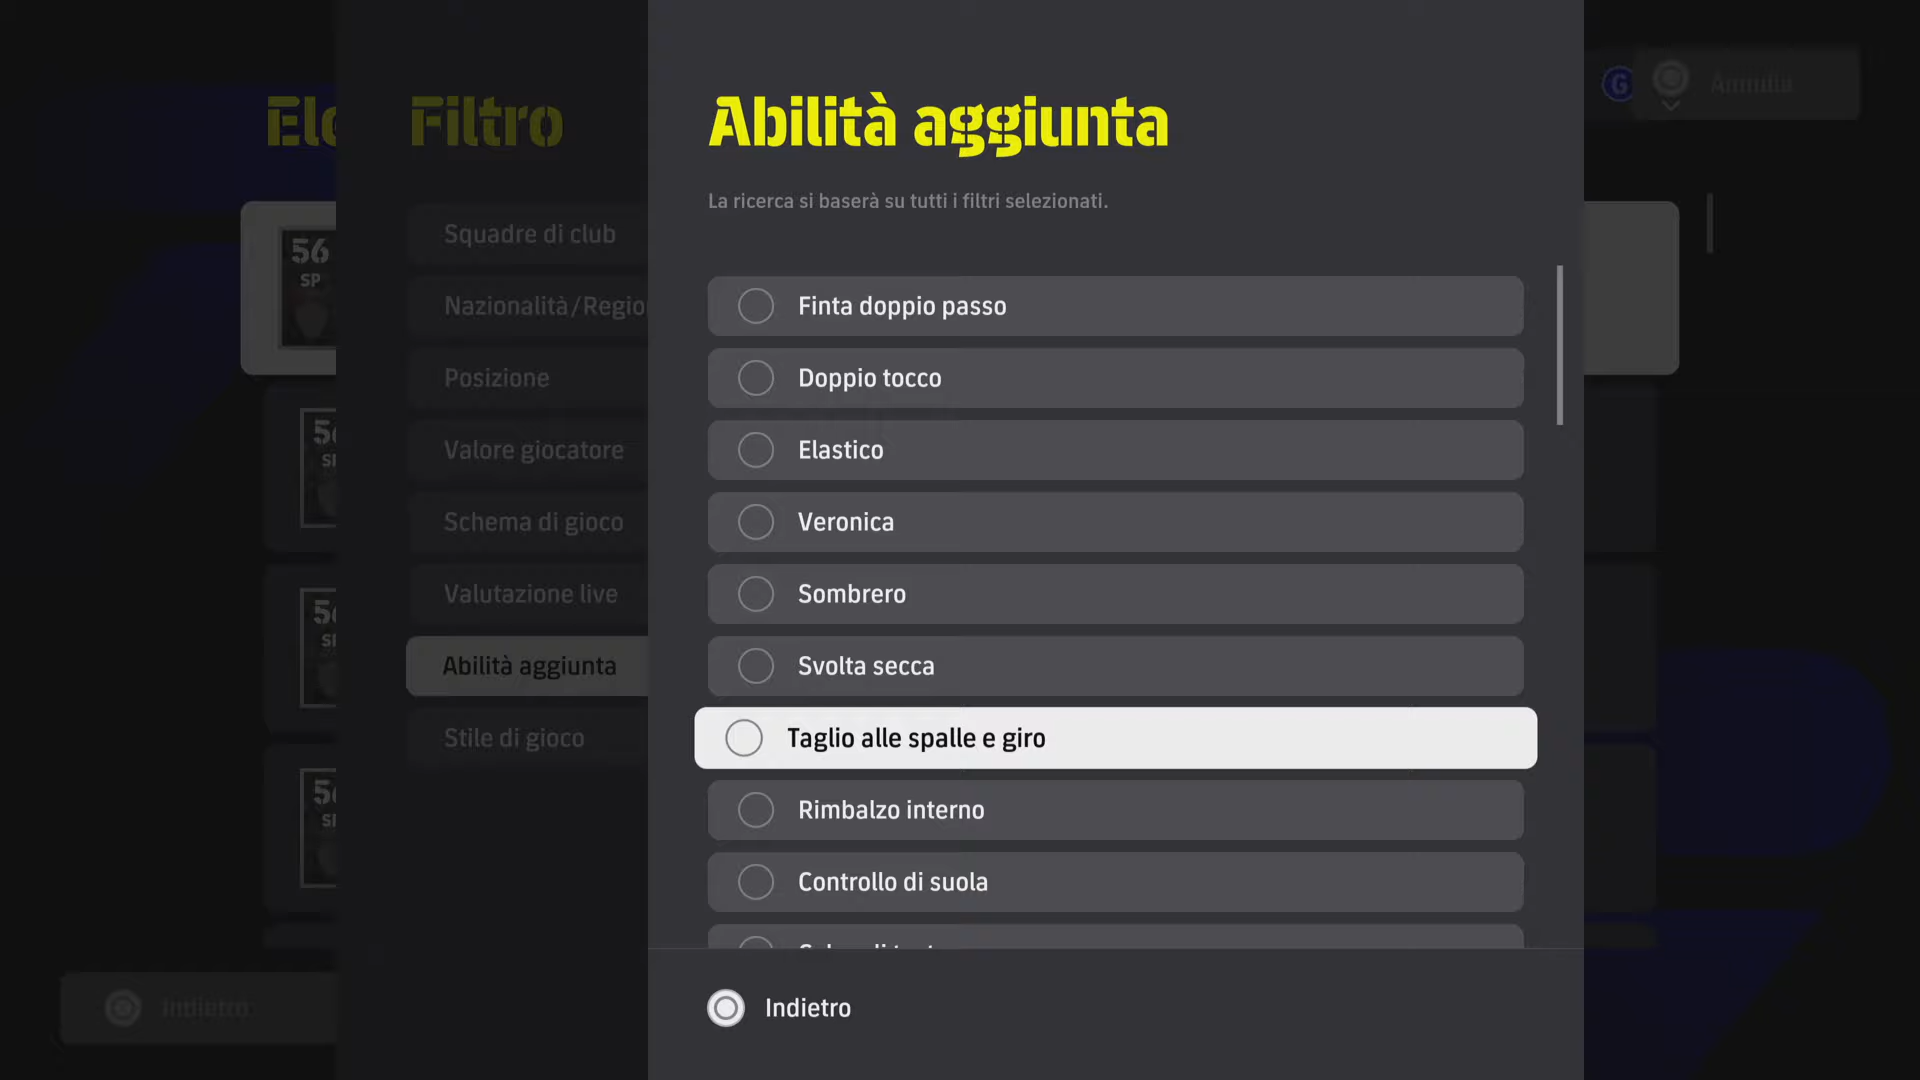 Filtro
Abilità aggiunta
Annulla
La ricerca si baserà su tutti i filtri selezionati.
56
SP
Squadre di club
Posizione
Valore giocatore
Schema di gioco
Valutazione live
Abilità aggiunta
Stile di gioco
Finta doppio passo
Doppio tocco
Elastico
Veronica
Sombrero
Svolta secca
Taglio alle spalle e giro
Rimbalzo interno
Controllo di suola
Indietro
Indietro